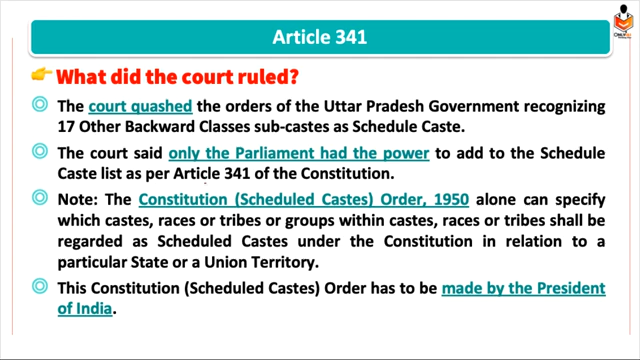 Article 341
What did the court ruled?
The court quashed the orders of the Uttar Pradesh Government recognizing
17 Other Backward Classes sub-castes as Schedule Caste.
The court said only the Parliament had the power to add to the Schedule
Caste list as per Article 341 of the Constitution.
Note: The Constitution (Scheduled Castes) Order, 1950 alone can specify
which castes, races or tribes or groups within castes, races or tribes shall be
regarded as Scheduled Castes under the Constitution in relation to a
particular State or a Union Territory.
This Constitution (Scheduled Castes) Order has to be made by the President
of India.